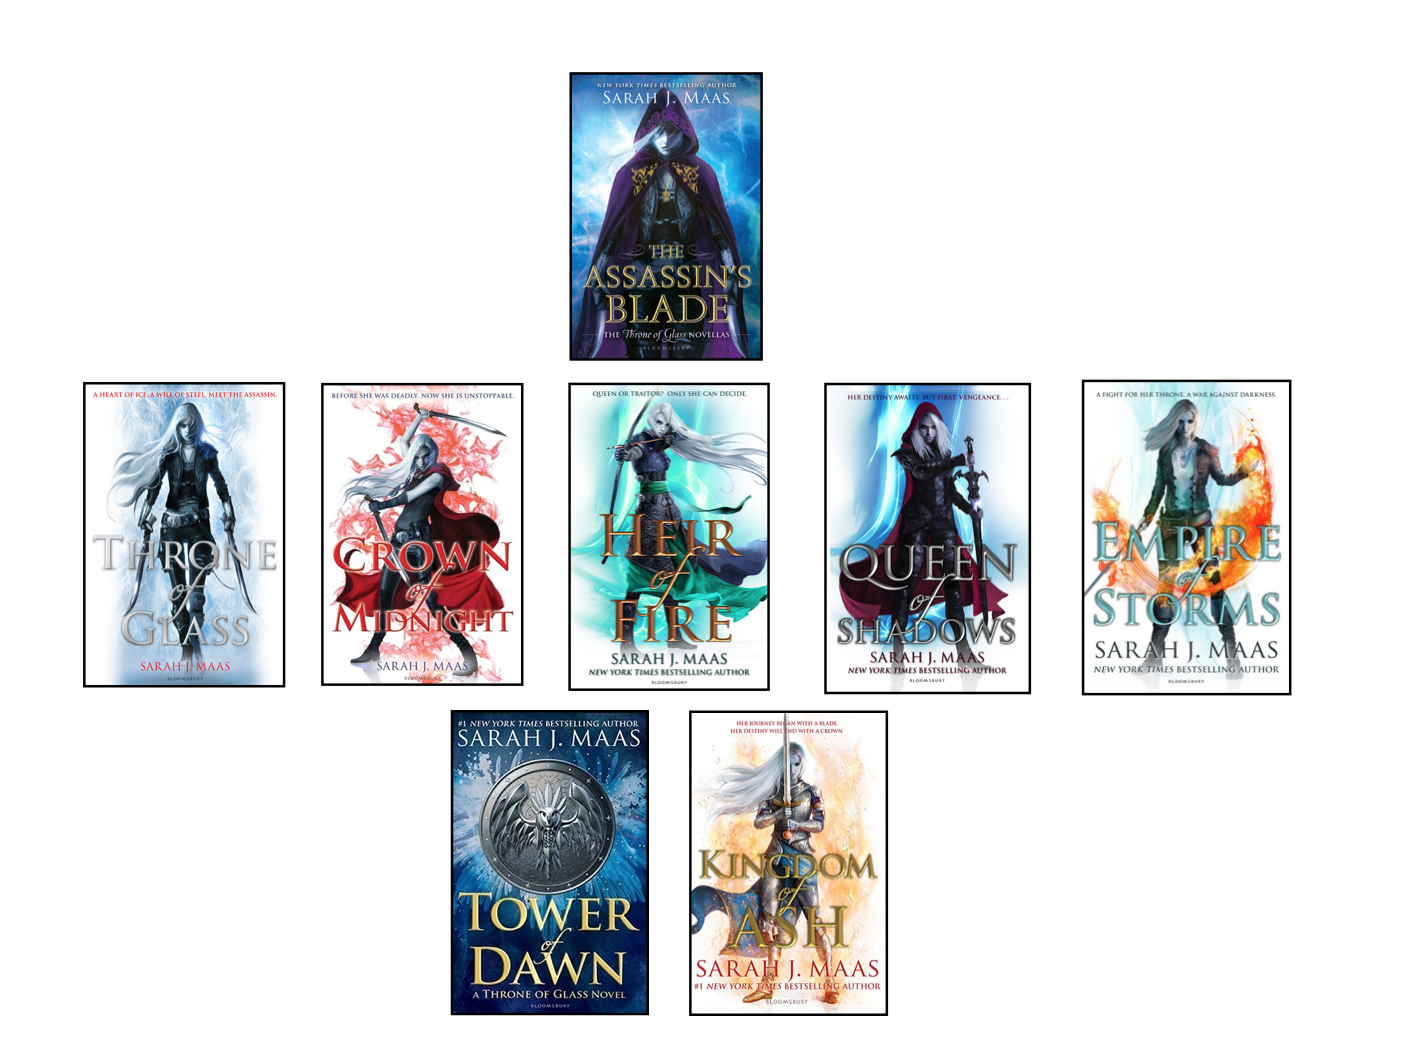 NEW YORK TIMES BESTSELLING AUTHOR
SARAH J. MAAS
THE
ASSASSIN'S
BLADE
THE Throne of Glass NOVELLAS
BLOOMSBURY
A HEART OF ICE. A WILL OF STEEL. MEET THE ASSASSIN.
THRONE
of
GLASS
SARAH J. MAAS
BLOOMSBURY
BEFORE SHE WAS DEADLY. NOW SHE IS UNSTOPPABLE.
CROWN
of
MIDNIGHT
SARAH J. MAAS
BLOOMSBURY
QUEEN OR TRAITOR? ONLY SHE CAN DECIDE.
HEIR
of
FIRE
SARAH J. MAAS
NEW YORK TIMES BESTSELLING AUTHOR
BLOOMSBURY
HER DESTINY AWAITS, BUT FIRST, VENGEANCE...
QUEEN
of
SHADOWS
SARAH J. MAAS
NEW YORK TIMES BESTSELLING AUTHOR
BLOOMSBURY
A FIGHT FOR HER THRONE. A WAR AGAINST DARKNESS.
EMPIRE
of
STORMS
SARAH J. MAAS
NEW YORK TIMES BESTSELLING AUTHOR
BLOOMSBURY
#1 NEW YORK TIMES BESTSELLING AUTHOR
SARAH J. MAAS
TOWER
of
DAWN
A THRONE OF GLASS NOVEL
BLOOMSBURY
HER JOURNEY BEGAN WITH A BLADE.
HER DESTINY WILL END WITH A CROWN.
KINGDOM
of
ASH
SARAH J. MAAS
#1 NEW YORK TIMES BESTSELLING AUTHOR
BLOOMSBURY